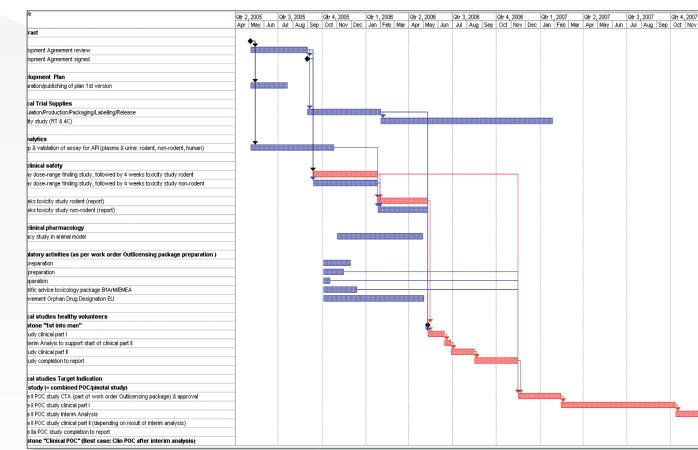 Qtr 2, 2005 Qtr 3, 2005 Qtr 4, 2005 Qtr 1, 2006 Qtr 2, 2006 Qtr 3, 2006 Qtr 4, 2006 Qtr 1, 2007 Qtr 2, 2007 Qtr 3, 2007 Qtr 4, 2007
Apr May Jun Jul Aug Sep Oct Nov Dec Jan Feb Mar Apr May Jun Jul Aug Sep Oct Nov Dec Jan Feb Mar Apr May Jun Jul Aug Sep Oct Nov
ract
lopment Agreement review
lopment Agreement signed
lopment Plan
ration/publishing of plan 1st version
cal Trial Supplies
ulation/Production/Packaging/Labelling/Release
ity study (RT & 4C)
nalytics
p & validation of assay for API (plasma & urine: rodent, non-rodent, human)
clinical safety
y dose-range finding study, followed by 4 weeks toxicity study rodent
y dose-range finding study, followed by 4 weeks toxicity study non-rodent
eks toxicity study rodent (report)
eks toxicity study non-rodent (report)
clinical pharmacology
acy study in animal model
latory activities (as per work order Outlicensing package preparation )
preparation
preparation
paration
tific advice toxicology package BfArM/EMEA
vement Orphan Drug Designation EU
cal studies healthy volunteers
stone "1st into man"
udy clinical part I
terim Analysis to support start of clinical part II
udy clinical part II
udy completion to report
cal studies Target Indication
study (= combined POC/pivotal study)
e II POC study CTA (part of work order Outlicensing package) & approval
e II POC study clinical part I
e II POC study Interim Analysis
e II POC study clinical part II (depending on result of interim analysis)
e IIa POC study completion to report
stone "Clinical POC" (Best case: Clin POC after interim analysis)